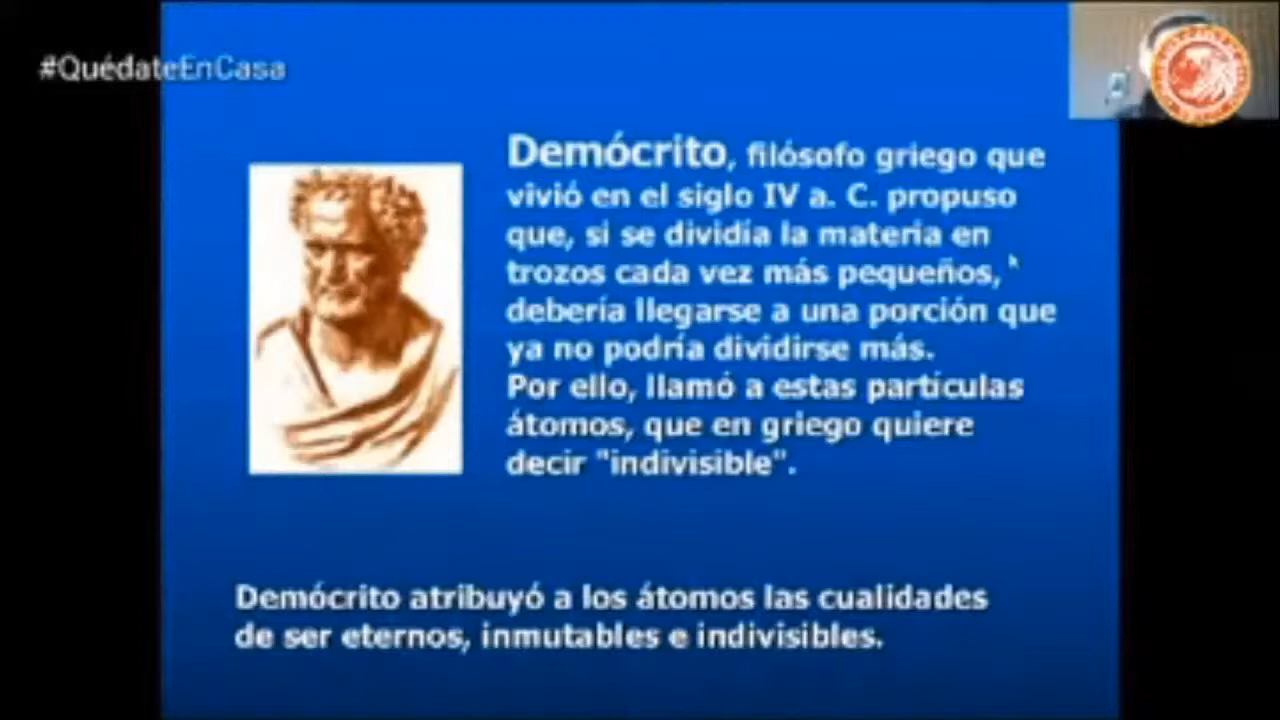 #QuédateEnCasa
Demócrito, filósofo griego que
vivió en el siglo IV a. C. propuso
que, si se dividía la materia en
trozos cada vez más pequeños,
debería llegarse a una porción que
ya no podría dividirse más.
Por ello, llamó a estas partículas
átomos, que en griego quiere
decir "indivisible".
Demócrito atribuyó a los átomos las cualidades
de ser eternos, inmutables e indivisibles.